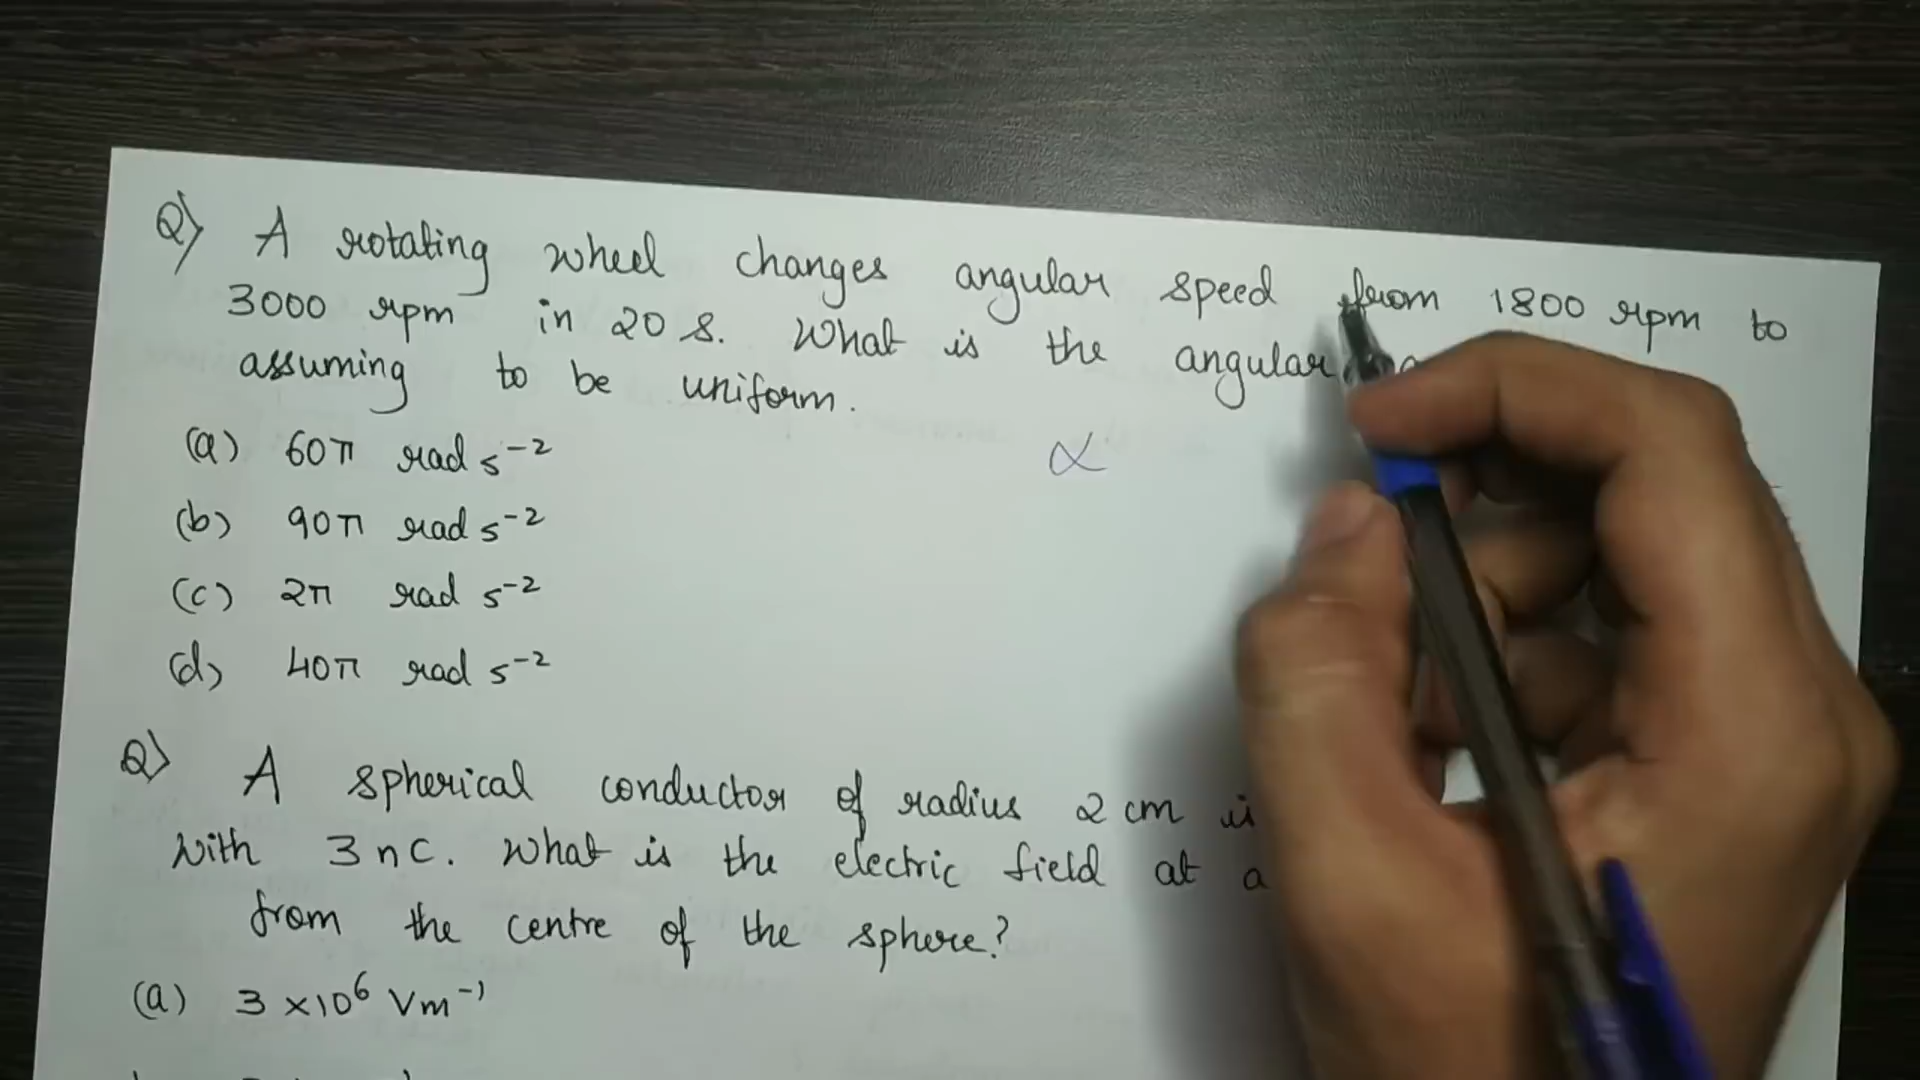 Q) A rotating wheel changes angular speed from 1800 rpm to
3000 rpm in 20 s. What is the angular
assuming to be uniform.
α
(a) 60π rad s⁻²
(b) 90π rad s⁻²
(c) 2π rad s⁻²
(d) 40π rad s⁻²
Q) A spherical conductor of radius 2 cm is
with 3 nC. What is the electric field at a
from the centre of the sphere?
(a) 3 ×10⁶ Vm⁻¹